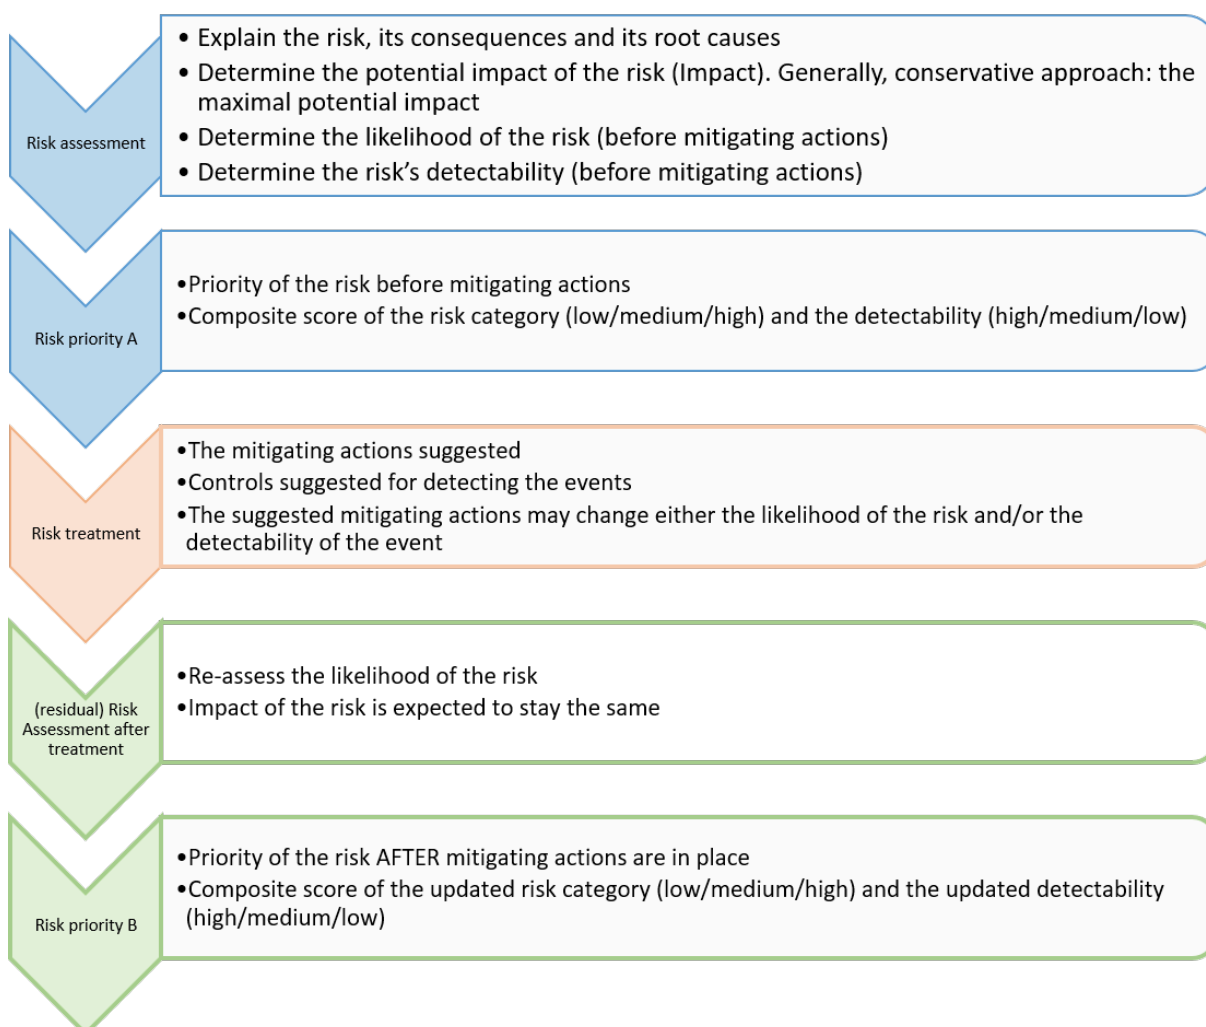 Risk assessment
• Explain the risk, its consequences and its root causes
• Determine the potential impact of the risk (Impact). Generally, conservative approach: the
maximal potential impact
• Determine the likelihood of the risk (before mitigating actions)
• Determine the risk’s detectability (before mitigating actions)
Risk priority A
•Priority of the risk before mitigating actions
•Composite score of the risk category (low/medium/high) and the detectability (high/medium/low)
Risk treatment
•The mitigating actions suggested
•Controls suggested for detecting the events
•The suggested mitigating actions may change either the likelihood of the risk and/or the
detectability of the event
(residual) Risk
Assessment after
treatment
•Re-assess the likelihood of the risk
•Impact of the risk is expected to stay the same
Risk priority B
•Priority of the risk AFTER mitigating actions are in place
•Composite score of the updated risk category (low/medium/high) and the updated detectability
(high/medium/low)